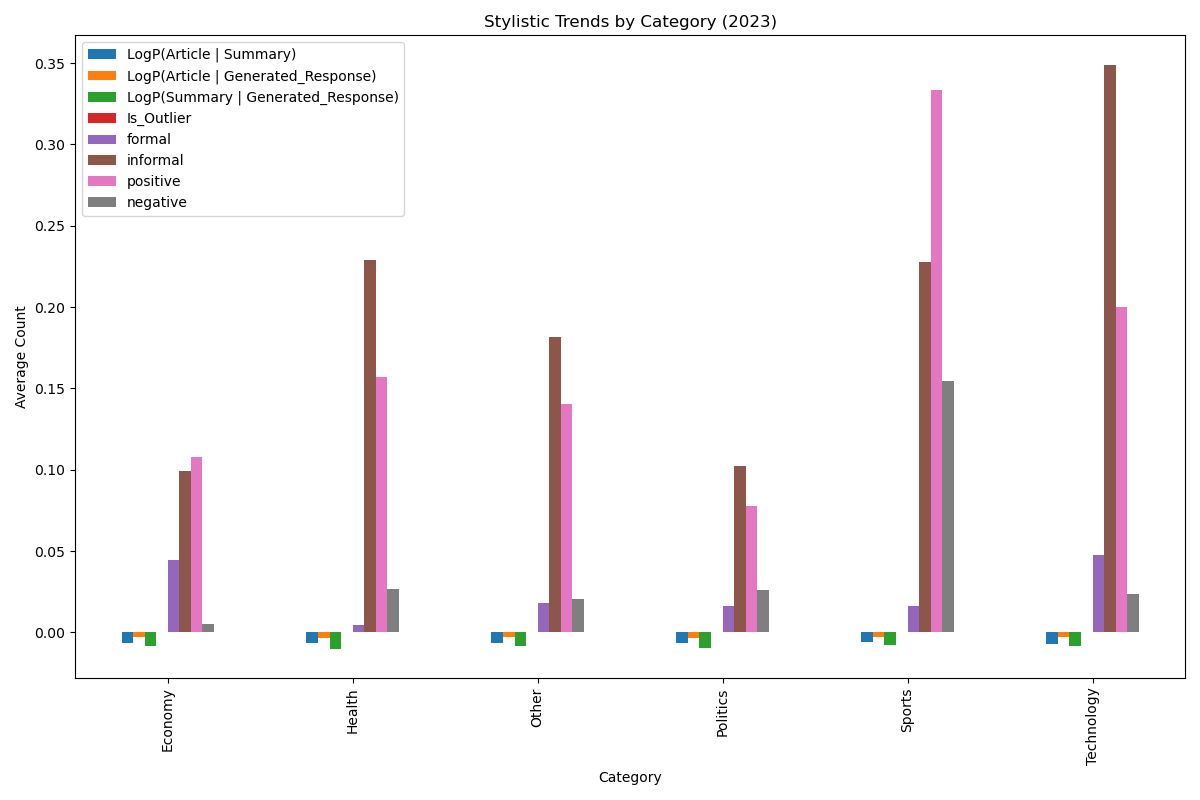 Stylistic Trends by Category (2023)
LogP(Article | Summary)
LogP(Article | Generated_Response)
LogP(Summary | Generated_Response)
Is_Outlier
formal
informal
positive
negative
0.35
0.30
0.25
0.20
0.15
0.10
0.05
0.00
Average Count
Economy
Health
Other
Politics
Sports
Technology
Category